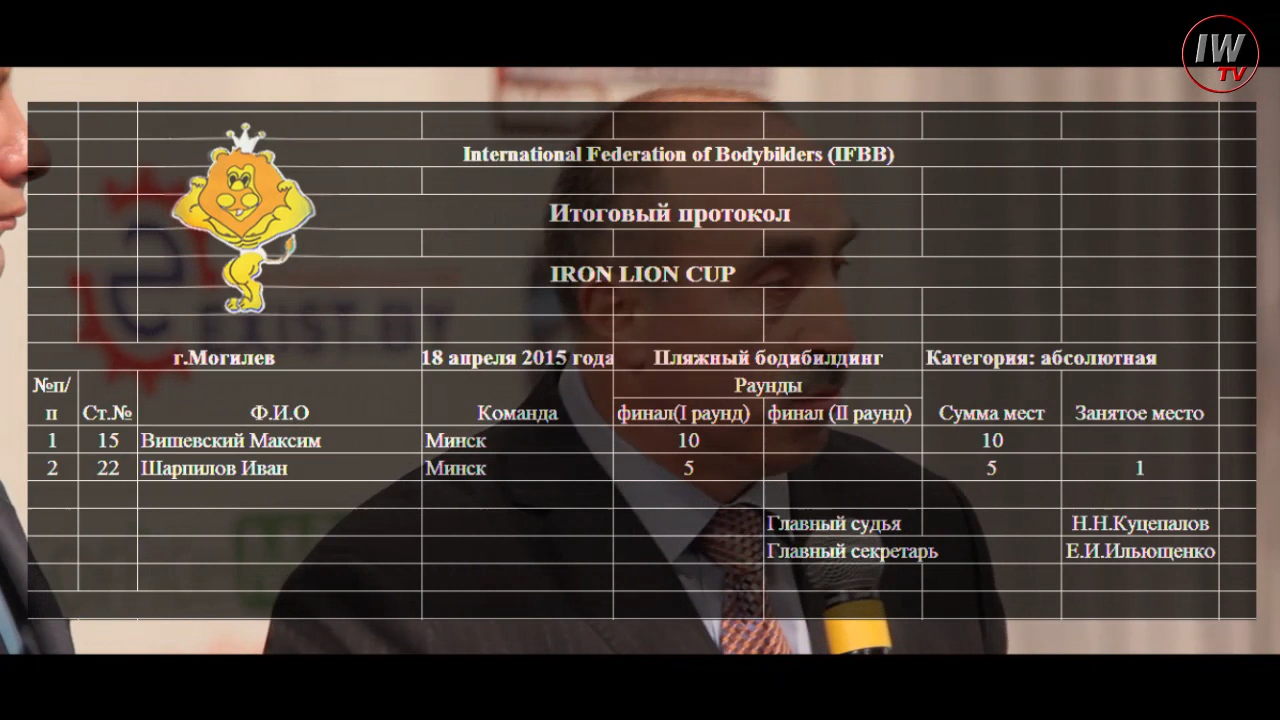 IW
TV
International Federation of Bodybilders (IFBB)
Итоговый протокол
IRON LION CUP
EXIST.BY
г.Могилев 18 апреля 2015 года Пляжный бодибилдинг Категория: абсолютная
№п/п Ст.№ Ф.И.О Команда Раунды Сумма мест Занятое место
финал(I раунд) финал (II раунд)
1 15 Вишевский Максим Минск 10 10
2 22 Шарпилов Иван Минск 5 5 1
Главный судья Н.Н.Куцепалов
Главный секретарь Е.И.Ильющенко